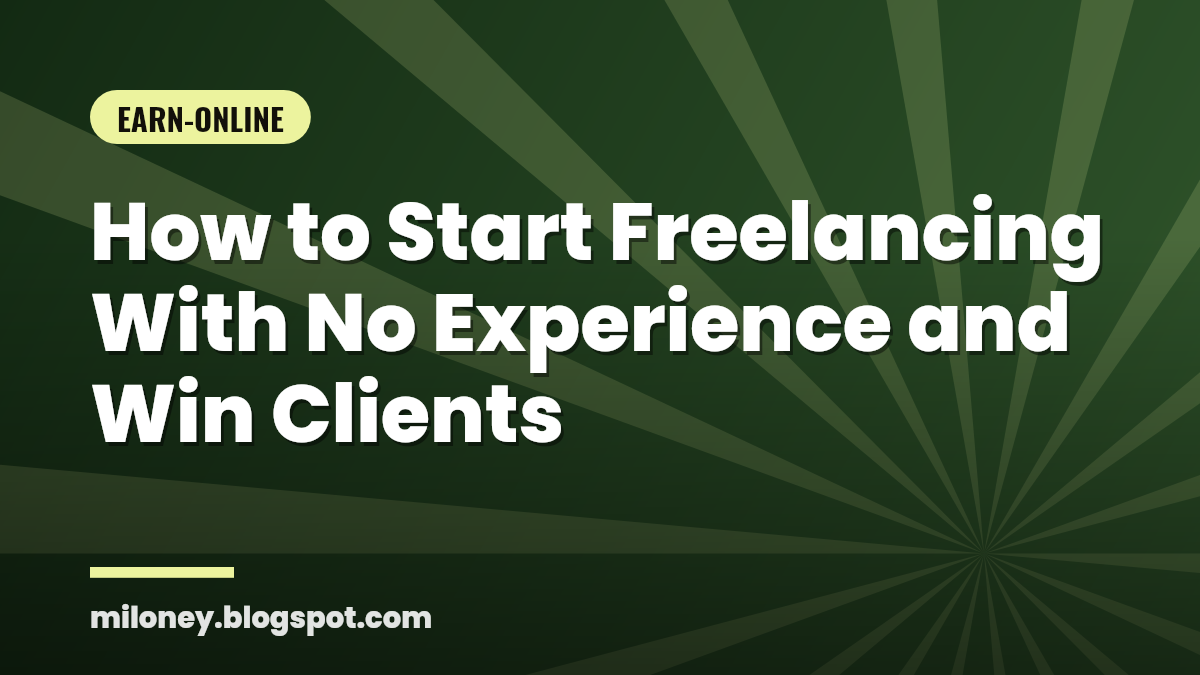 EARN-ONLINE
How to Start Freelancing
With No Experience and
Win Clients
miloney.blogspot.com